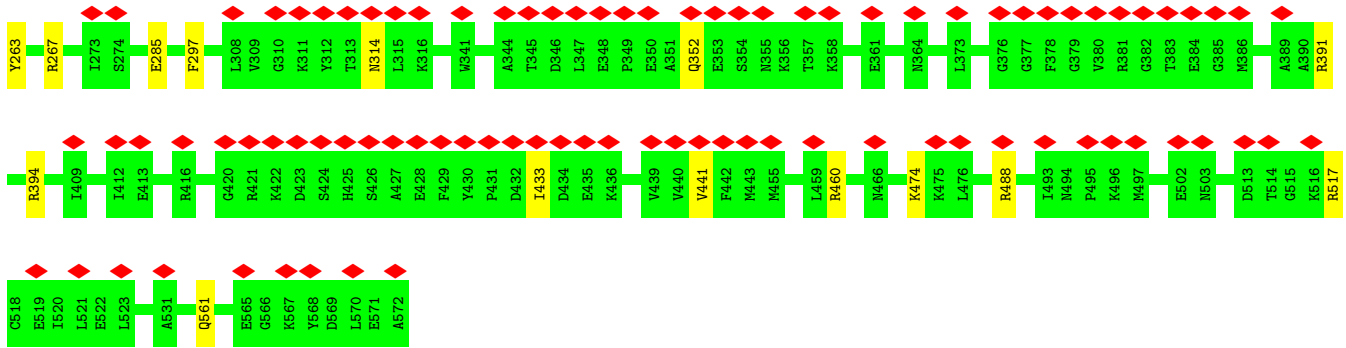 Y263 R267 I273 S274 E285 F297 L308 V309 G310 K311 Y312 T313 N314 L315 K316 W341 A344 T345 D346 L347 E348 P349 E350 A351 Q352 E353 S354 N355 K356 T357 K358 E361 N364 L373 G376 G377 F378 G379 V380 R381 G382 T383 E384 G385 M386 A389 A390 R391
R394 I409 I412 E413 R416 G420 R421 K422 D423 S424 H425 S426 A427 E428 F429 Y430 P431 D432 I433 D434 E435 K436 V439 V440 V441 F442 M443 M455 L459 R460 N466 K474 K475 L476 R488 I493 N494 P495 K496 M497 E502 N503 D513 T514 G515 K516 R517
C518 E519 I520 L521 E522 L523 A531 Q561 E565 G566 K567 Y568 D569 L570 E571 A572